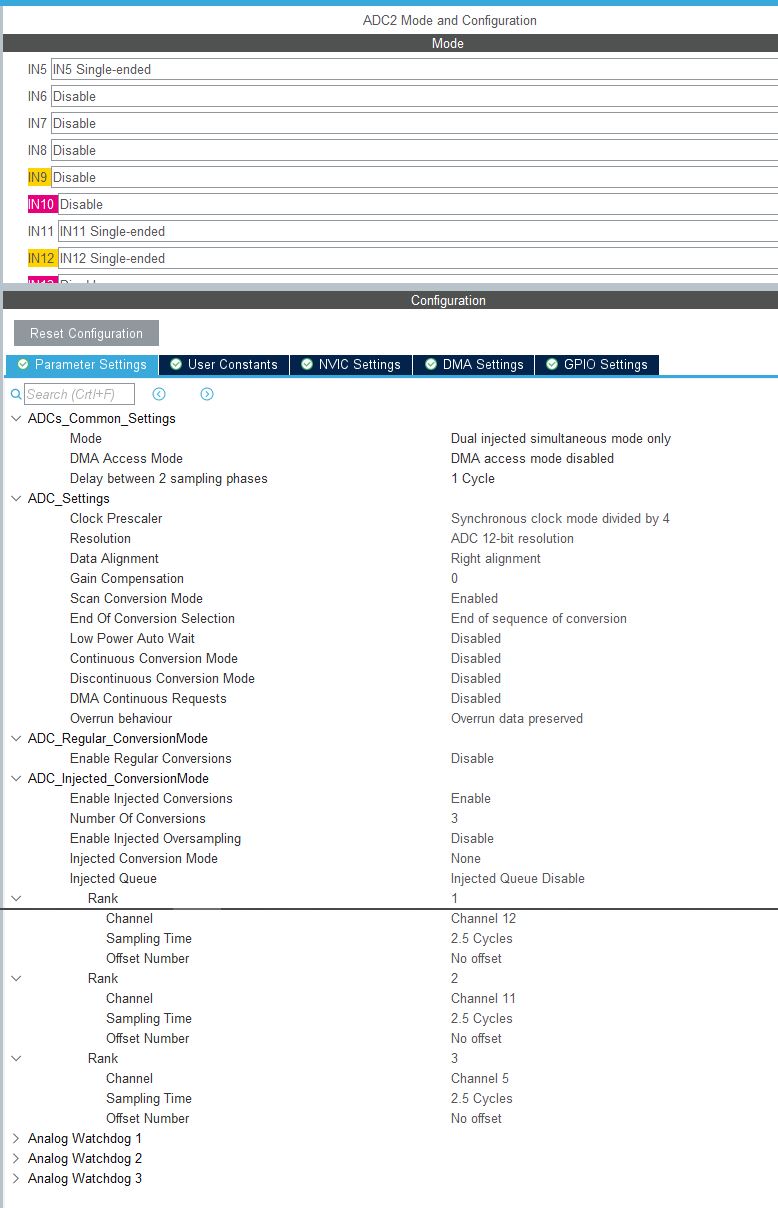 ADC2 Mode and Configuration
Mode
IN5 IN5 Single-ended
IN6 Disable
IN7 Disable
IN8 Disable
IN9 Disable
IN10 Disable
IN11 IN11 Single-ended
IN12 IN12 Single-ended
Configuration
Reset Configuration
Parameter Settings User Constants NVIC Settings DMA Settings GPIO Settings
Search (Crtl+F)
ADCs_Common_Settings
Mode Dual injected simultaneous mode only
DMA Access Mode DMA access mode disabled
Delay between 2 sampling phases 1 Cycle
ADC_Settings
Clock Prescaler Synchronous clock mode divided by 4
Resolution ADC 12-bit resolution
Data Alignment Right alignment
Gain Compensation 0
Scan Conversion Mode Enabled
End Of Conversion Selection End of sequence of conversion
Low Power Auto Wait Disabled
Continuous Conversion Mode Disabled
Discontinuous Conversion Mode Disabled
DMA Continuous Requests Disabled
Overrun behaviour Overrun data preserved
ADC_Regular_ConversionMode
Enable Regular Conversions Disable
ADC_Injected_ConversionMode
Enable Injected Conversions Enable
Number Of Conversions 3
Enable Injected Oversampling Disable
Injected Conversion Mode None
Injected Queue Injected Queue Disable
Rank 1
Channel Channel 12
Sampling Time 2.5 Cycles
Offset Number No offset
Rank 2
Channel Channel 11
Sampling Time 2.5 Cycles
Offset Number No offset
Rank 3
Channel Channel 5
Sampling Time 2.5 Cycles
Offset Number No offset
Analog Watchdog 1
Analog Watchdog 2
Analog Watchdog 3